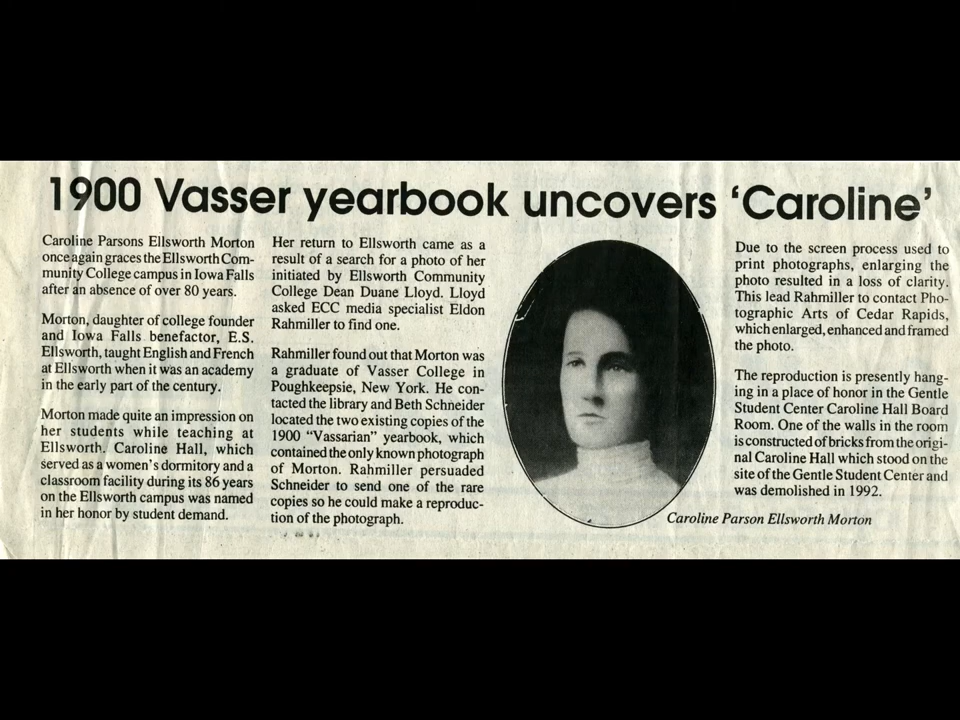 1900 Vasser yearbook uncovers ‘Caroline’
Caroline Parsons Ellsworth Morton
once again graces the Ellsworth Com-
munity College campus in Iowa Falls
after an absence of over 80 years.
Morton, daughter of college founder
and Iowa Falls benefactor, E.S.
Ellsworth, taught English and French
at Ellsworth when it was an academy
in the early part of the century.
Morton made quite an impression on
her students while teaching at
Ellsworth. Caroline Hall, which
served as a women's dormitory and a
classroom facility during its 86 years
on the Ellsworth campus was named
in her honor by student demand.
Her return to Ellsworth came as a
result of a search for a photo of her
initiated by Ellsworth Community
College Dean Duane Lloyd. Lloyd
asked ECC media specialist Eldon
Rahmiller to find one.
Rahmiller found out that Morton was
a graduate of Vasser College in
Poughkeepsie, New York. He con-
tacted the library and Beth Schneider
located the two existing copies of the
1900 “Vassarian” yearbook, which
contained the only known photograph
of Morton. Rahmiller persuaded
Schneider to send one of the rare
copies so he could make a reproduc-
tion of the photograph.
Caroline Parson Ellsworth Morton
Due to the screen process used to
print photographs, enlarging the
photo resulted in a loss of clarity.
This lead Rahmiller to contact Pho-
tographic Arts of Cedar Rapids,
which enlarged, enhanced and framed
the photo.
The reproduction is presently hang-
ing in a place of honor in the Gentle
Student Center Caroline Hall Board
Room. One of the walls in the room
is constructed of bricks from the origi-
nal Caroline Hall which stood on the
site of the Gentle Student Center and
was demolished in 1992.